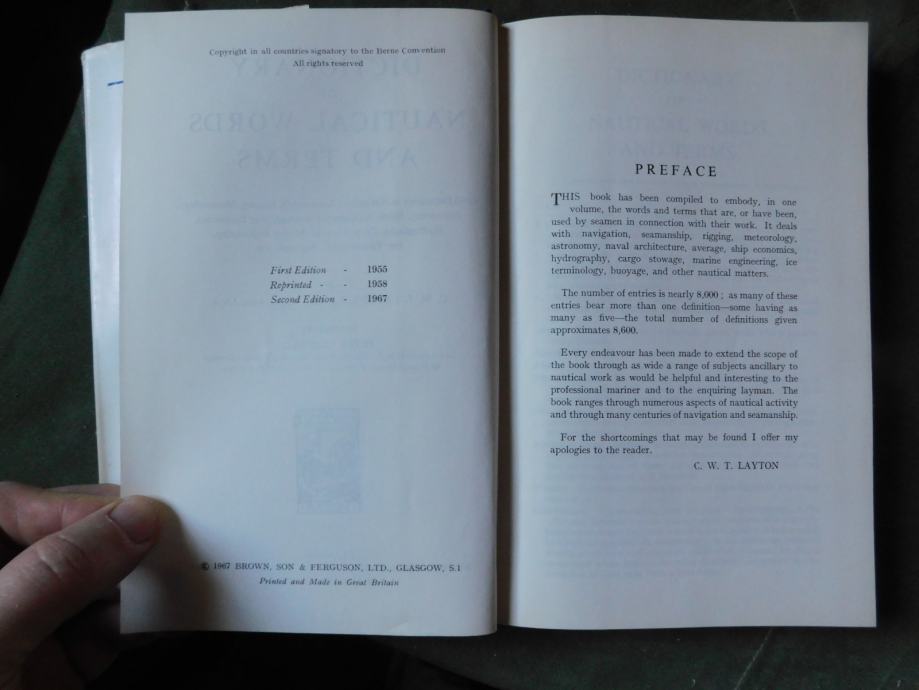 Copyright in all countries signatory to the Berne Convention
All rights reserved
First Edition - 1955
Reprinted - - 1958
Second Edition - 1967
© 1967 BROWN, SON & FERGUSON, LTD., GLASGOW, S.1
Printed and Made in Great Britain
PREFACE
THIS book has been compiled to embody, in one
volume, the words and terms that are, or have been,
used by seamen in connection with their work. It deals
with navigation, seamanship, rigging, meteorology,
astronomy, naval architecture, average, ship economics,
hydrography, cargo stowage, marine engineering, ice
terminology, buoyage, and other nautical matters.
The number of entries is nearly 8,000 ; as many of these
entries bear more than one definition—some having as
many as five—the total number of definitions given
approximates 8,600.
Every endeavour has been made to extend the scope of
the book through as wide a range of subjects ancillary to
nautical work as would be helpful and interesting to the
professional mariner and to the enquiring layman. The
book ranges through numerous aspects of nautical activity
and through many centuries of navigation and seamanship.
For the shortcomings that may be found I offer my
apologies to the reader.
C. W. T. LAYTON